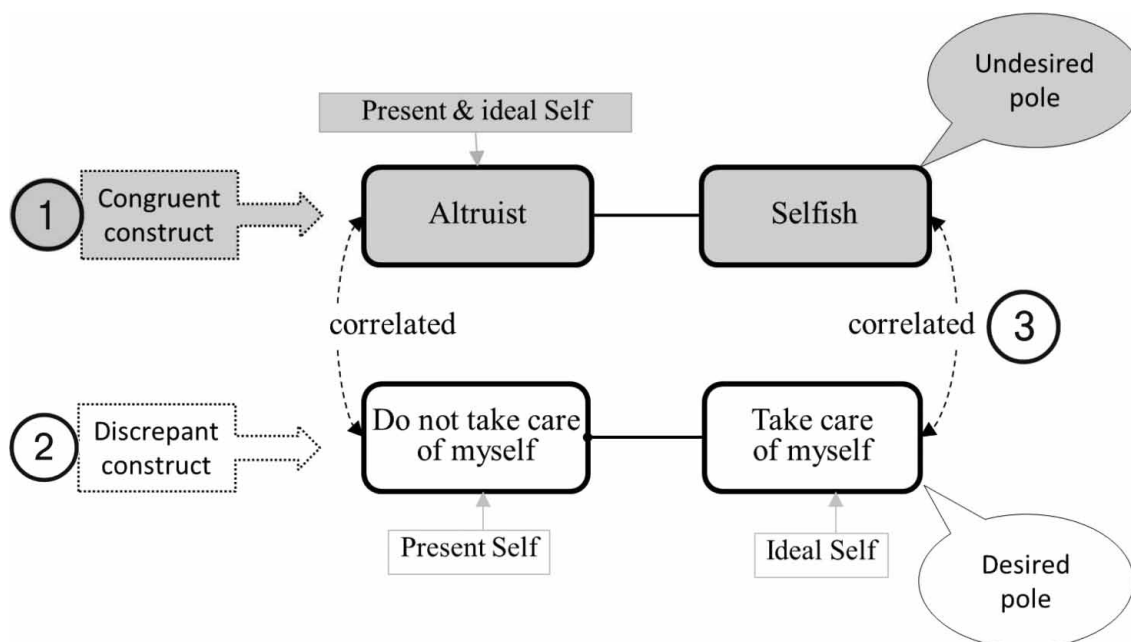 Undesired
pole
Present & ideal Self
1
Congruent
construct
Altruist
Selfish
correlated
correlated
3
2
Discrepant
construct
Do not take care
of myself
Take care
of myself
Present Self
Ideal Self
Desired
pole